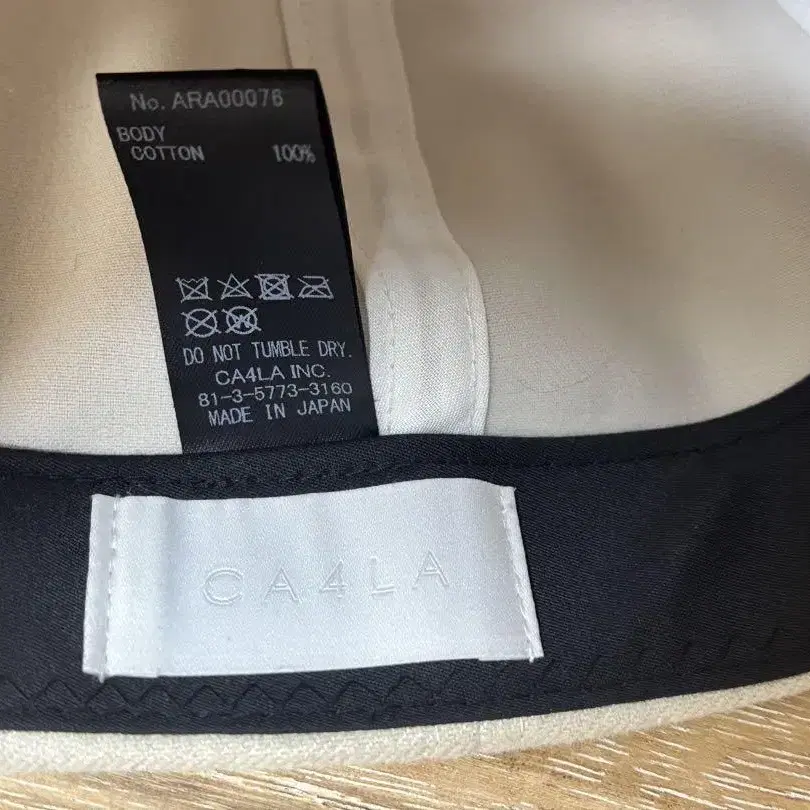 No. ARA00076
BODY
COTTON 100%
DO NOT TUMBLE DRY.
CA4LA INC.
81-3-5773-3160
MADE IN JAPAN
CA4LA